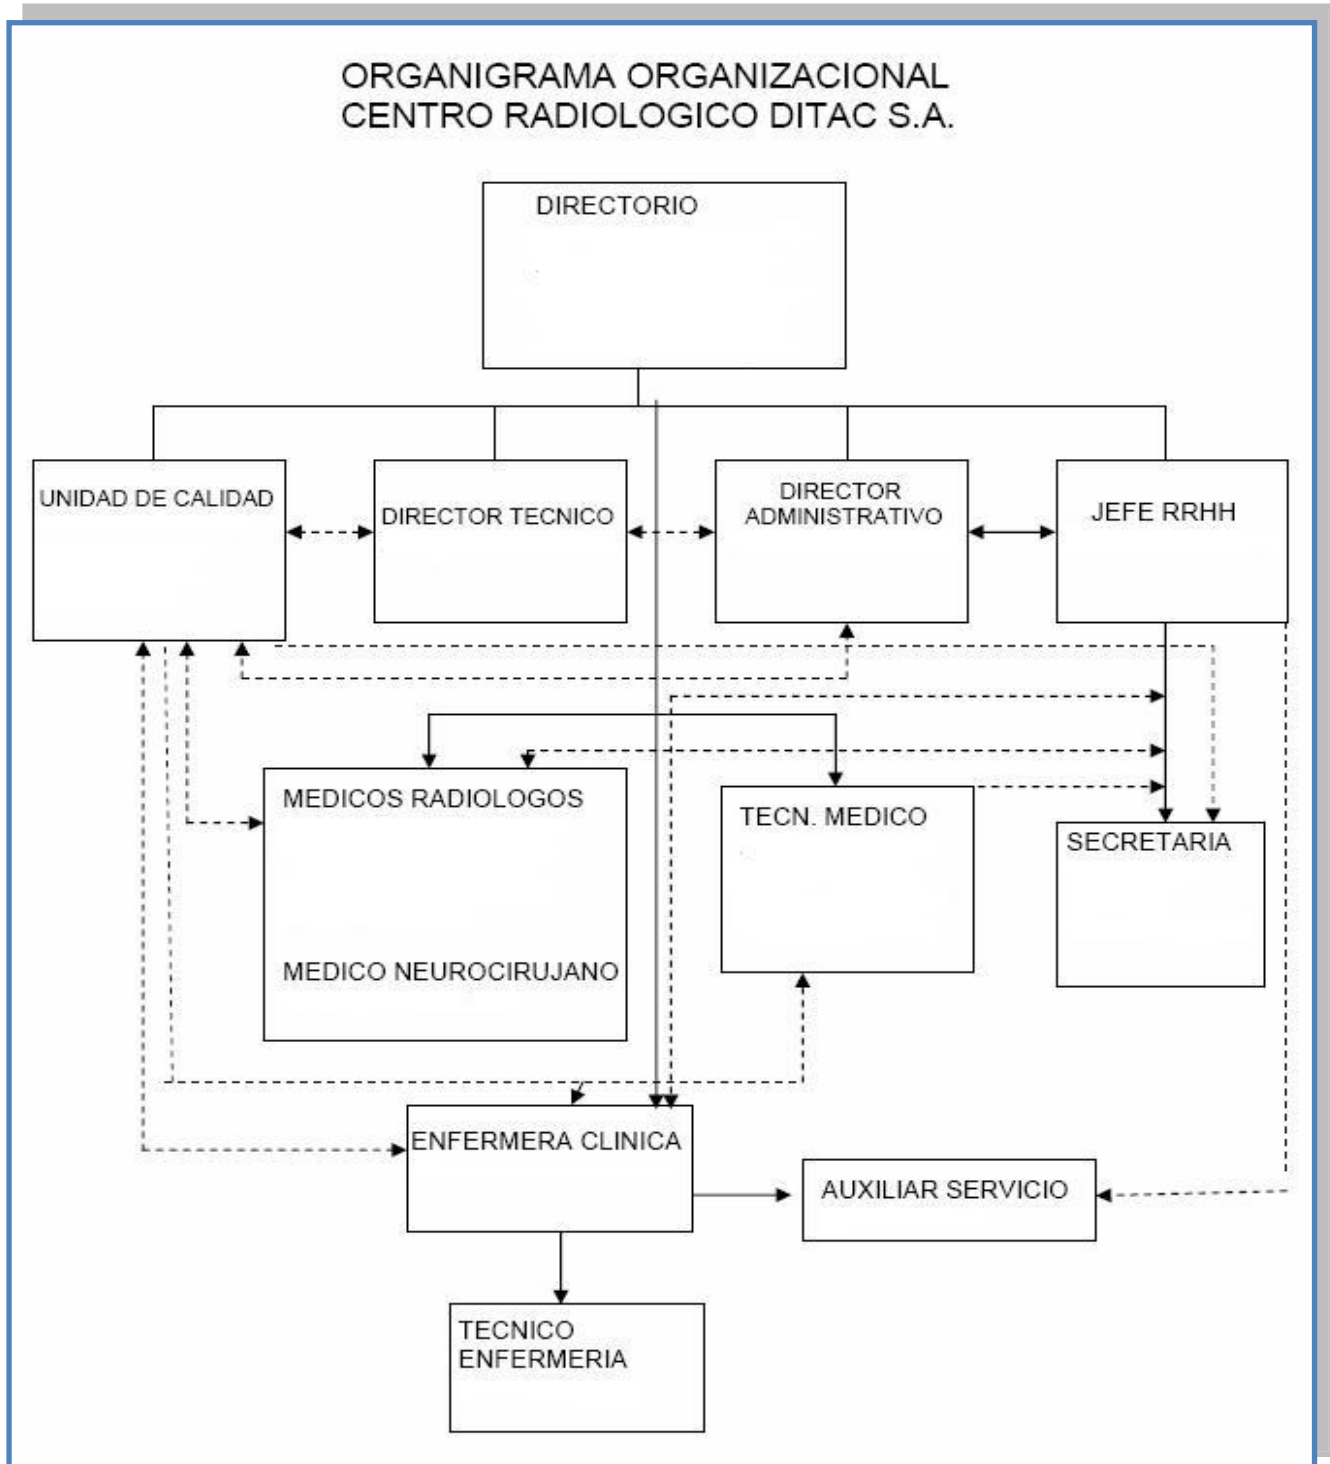 ORGANIGRAMA ORGANIZACIONAL
CENTRO RADIOLOGICO DITAC S.A.
DIRECTORIO
UNIDAD DE CALIDAD
DIRECTOR TECNICO
DIRECTOR
ADMINISTRATIVO
JEFE RRHH
MEDICOS RADIOLOGOS
MEDICO NEUROCIRUJANO
TECN. MEDICO
SECRETARIA
ENFERMERA CLINICA
AUXILIAR SERVICIO
TECNICO
ENFERMERIA